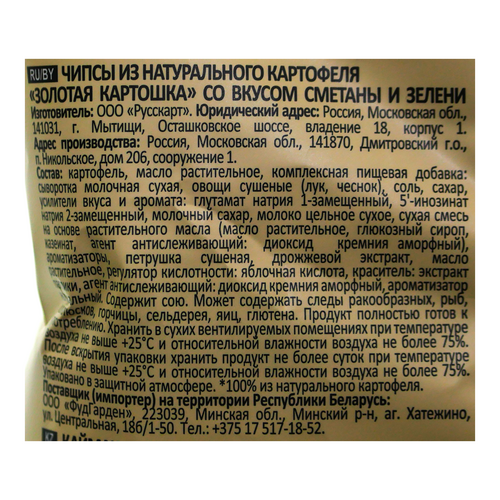 RU/BY ЧИПСЫ ИЗ НАТУРАЛЬНОГО КАРТОФЕЛЯ
«ЗОЛОТАЯ КАРТОШКА» СО ВКУСОМ СМЕТАНЫ И ЗЕЛЕНИ
Изготовитель: ООО «Русскарт». Юридический адрес: Россия, Московская обл.,
141031, г. Мытищи, Осташковское шоссе, владение 18, корпус 1.
Адрес производства: Россия, Московская обл., 141870, Дмитровский г.о.,
п. Никольское, дом 206, сооружение 1.
Состав: картофель, масло растительное, комплексная пищевая добавка:
сыворотка молочная сухая, овощи сушеные (лук, чеснок), соль, сахар,
усилители вкуса и аромата: глутамат натрия 1-замещенный, 5'-инозинат
натрия 2-замещенный, молочный сахар, молоко цельное сухое, сухая смесь
на основе растительного масла (масло растительное, глюкозный сироп,
казеинат, агент антислеживающий: диоксид кремния аморфный),
ароматизаторы, петрушка сушеная, дрожжевой экстракт, масло
растительное, регулятор кислотности: яблочная кислота, краситель: экстракт
агент антислеживающий: диоксид кремния аморфный, ароматизатор
Содержит сою. Может содержать следы ракообразных, рыб,
горчицы, сельдерея, яиц, глютена. Продукт полностью готов к
употреблению. Хранить в сухих вентилируемых помещениях при температуре
воздуха не выше +25°С и относительной влажности воздуха не более 75%.
После вскрытия упаковки хранить продукт не более суток при температуре
воздуха не выше +25°С и относительной влажности воздуха не более 75%.
Упаковано в защитной атмосфере. *100% из натурального картофеля.
Поставщик (импортер) на территории Республики Беларусь:
ООО «ФудГарден», 223039, Минская обл., Минский р-н, аг. Хатежино,
ул. Центральная, 18б/1-50. Тел.: +375 17 517-18-52.